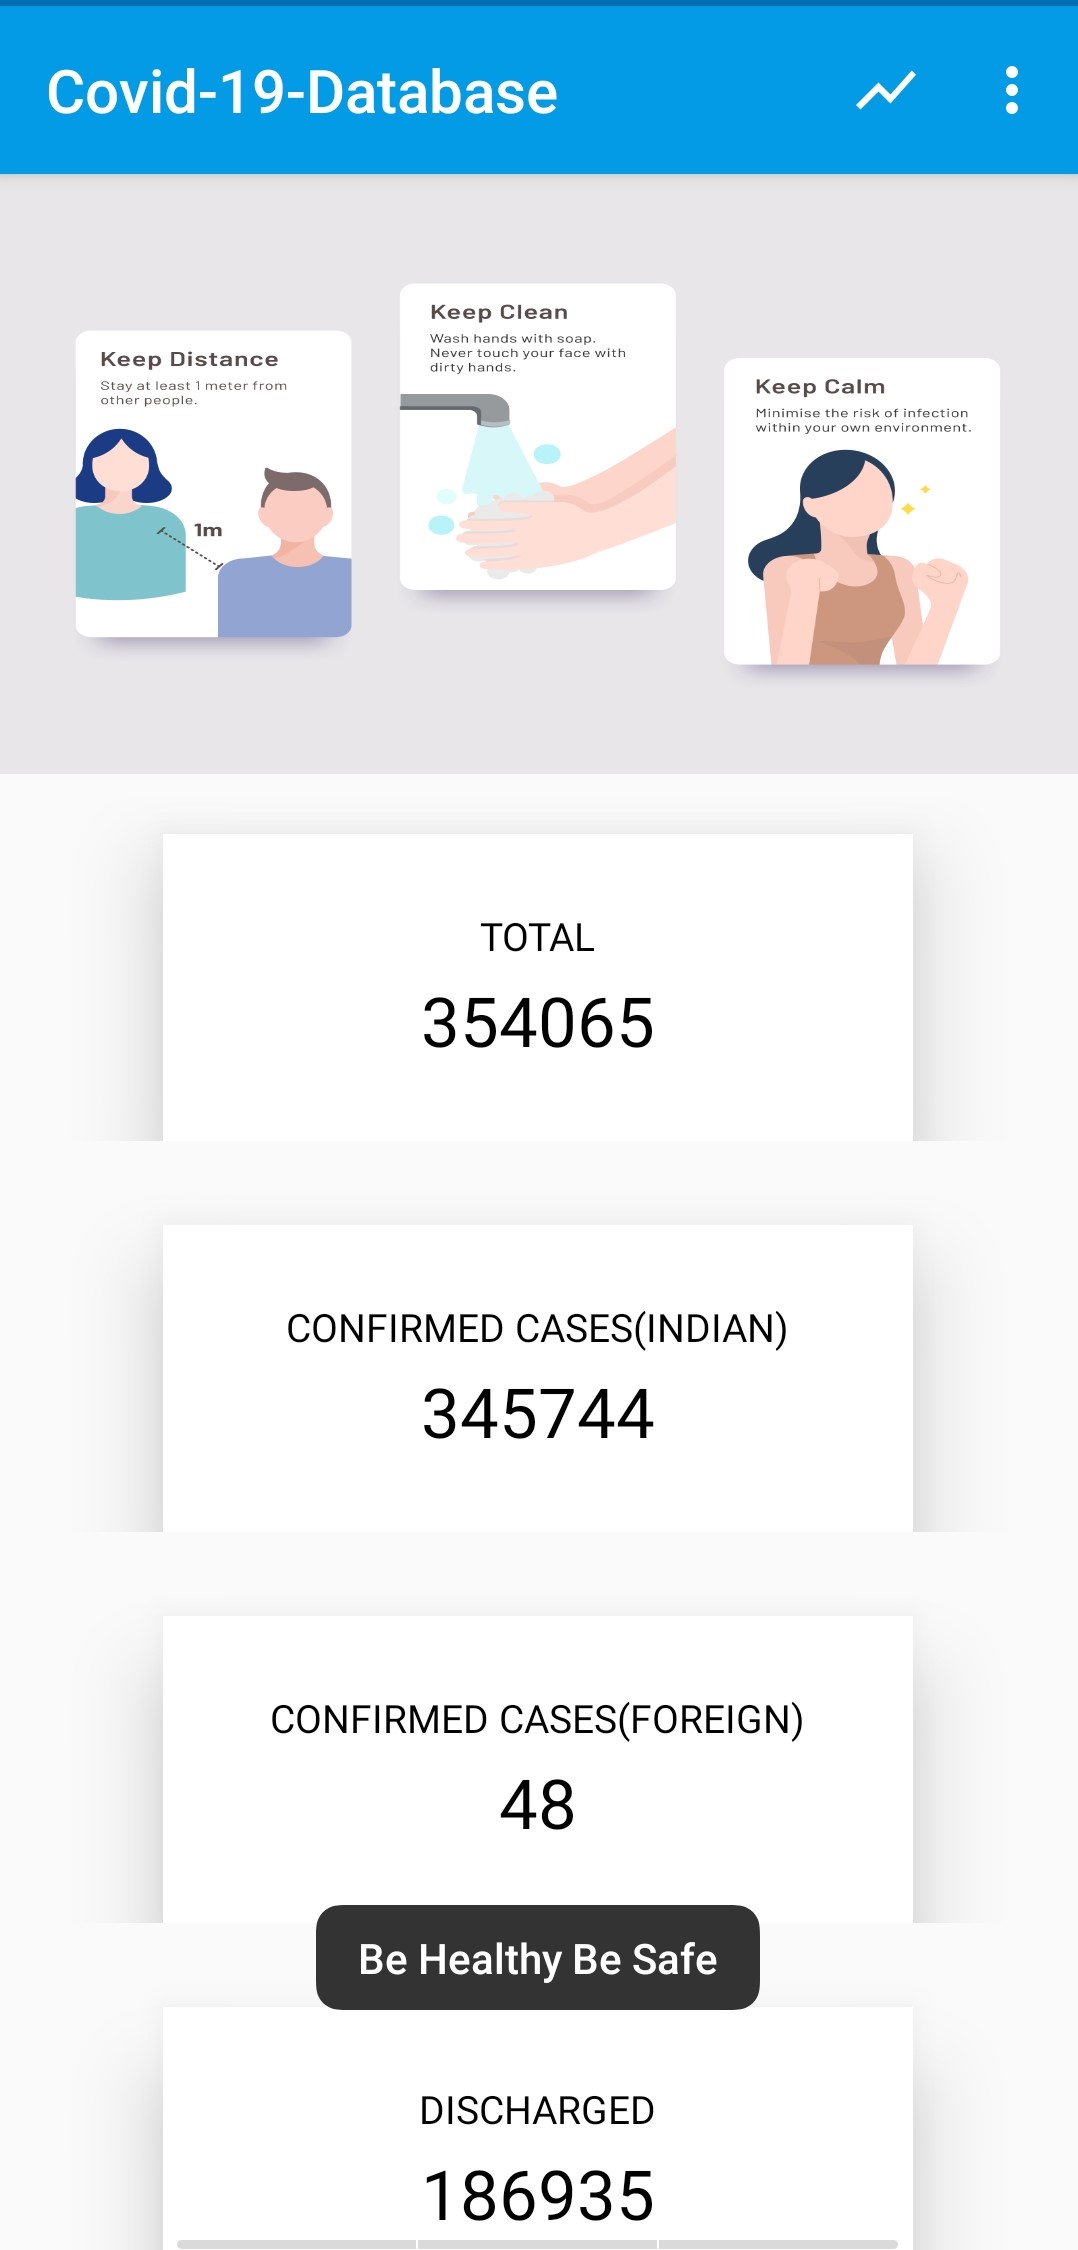 Covid-19-Database
Keep Distance
Stay at least 1 meter from
other people.
1m
Keep Clean
Wash hands with soap.
Never touch your face with
dirty hands.
Keep Calm
Minimise the risk of infection
within your own environment.
TOTAL
354065
CONFIRMED CASES(INDIAN)
345744
CONFIRMED CASES(FOREIGN)
48
Be Healthy Be Safe
DISCHARGED
186935